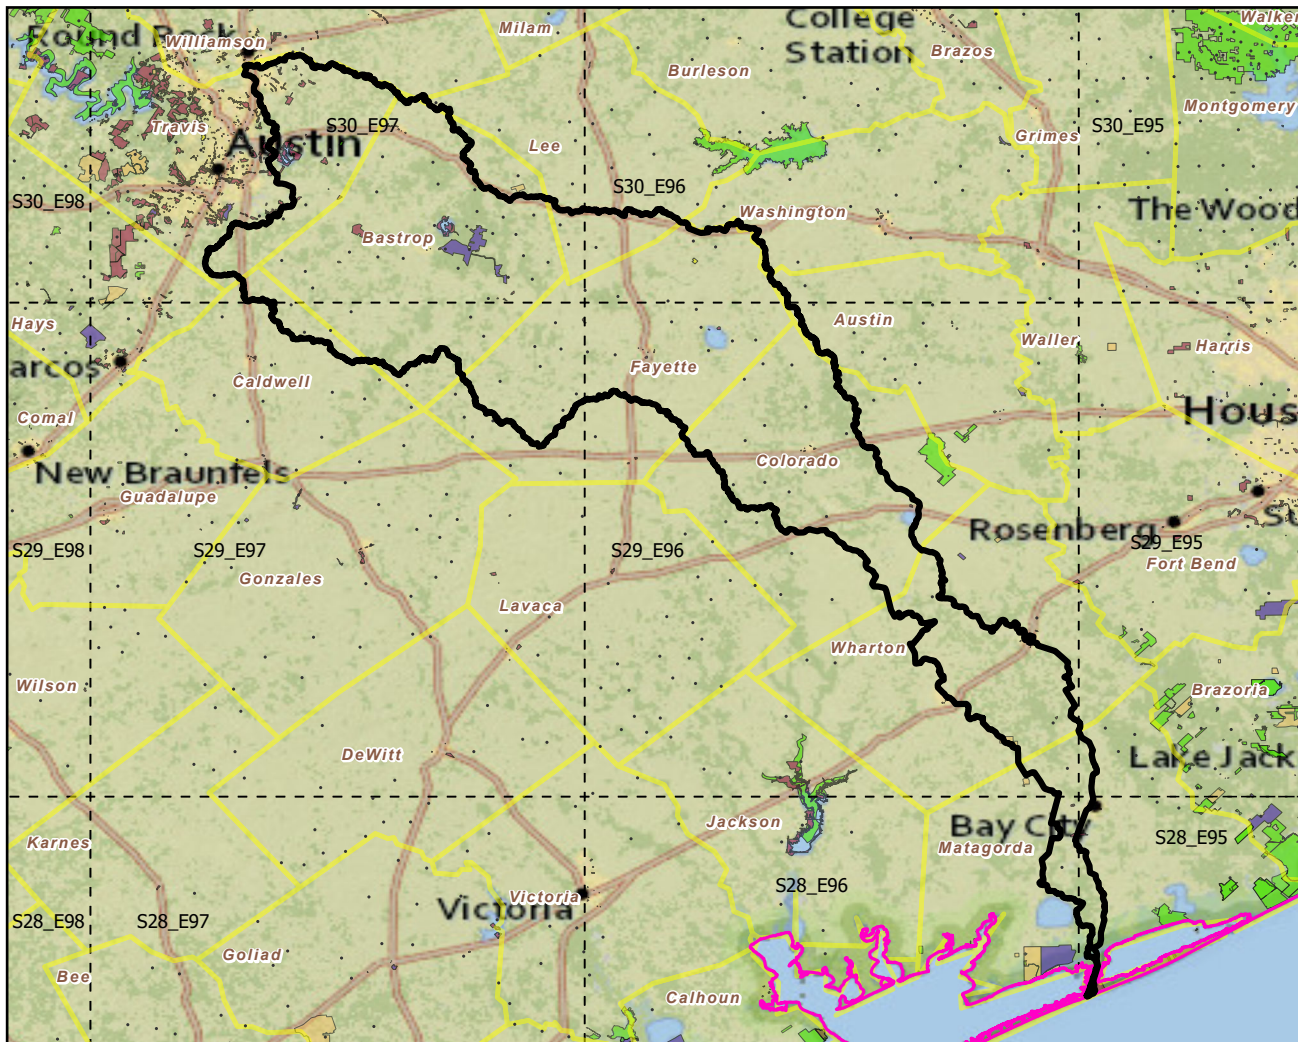 College
Station
Round Rock
Williamson
Milam
Burleson
Brazos
Walker
Montgomery
Travis
Austin
S30_E97
Lee
Grimes
S30_E95
S30_E98
S30_E96
Washington
The Wood
Bastrop
Hays
Austin
Waller
Harris
arcos
Caldwell
Fayette
Comal
Hous
New Braunfels
Guadalupe
Colorado
Rosenberg
Su
S29_E98
S29_E97
S29_E96
S29_E95
Fort Bend
Gonzales
Lavaca
Wharton
Wilson
Brazoria
DeWitt
Lake Jack
Karnes
Jackson
Bay City
Matagorda
S28_E95
S28_E96
Victoria
Victoria
S28_E98
S28_E97
Goliad
Bee
Calhoun